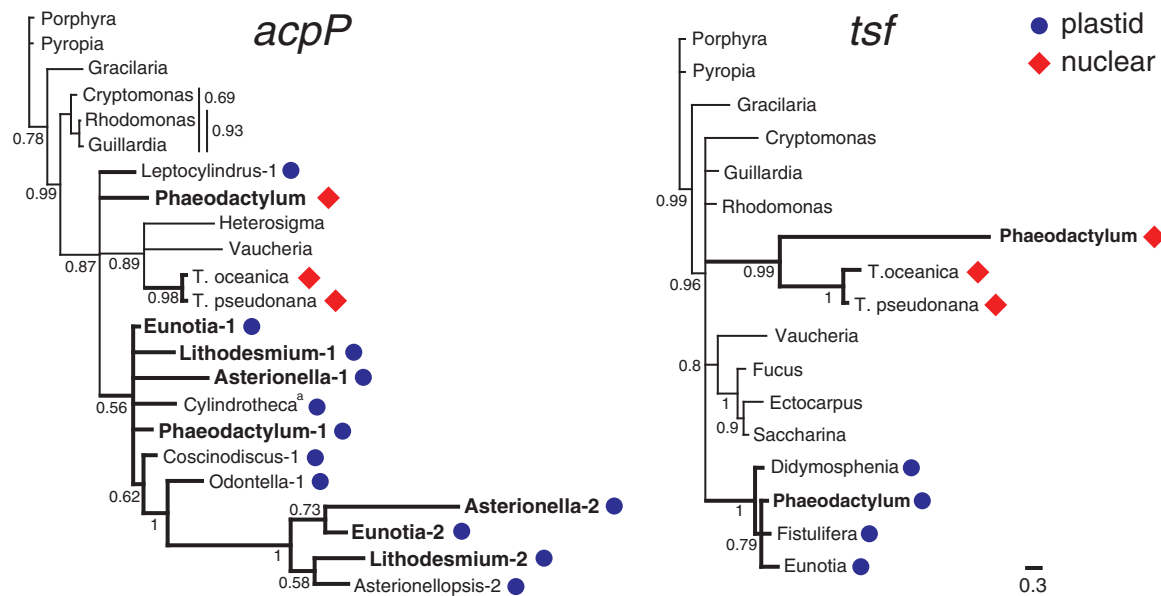 acpP
Porphyra
Pyropia
Gracilaria
Cryptomonas
0.69
Rhodomonas
0.93
Guillardia
0.78
Leptocylindrus-1
0.99
Phaeodactylum
Heterosigma
Vaucheria
0.87
0.89
T. oceanica
0.98
T. pseudonana
Eunotia-1
Lithodesmium-1
Asterionella-1
0.56
Cylindrothecaᵃ
Phaeodactylum-1
Coscinodiscus-1
Odontella-1
0.62
1
Asterionella-2
0.73
Eunotia-2
1
Lithodesmium-2
0.58
Asterionellopsis-2
tsf
Porphyra
Pyropia
Gracilaria
Cryptomonas
Guillardia
0.99
Rhodomonas
Phaeodactylum
0.99
T.oceanica
0.96
1
T. pseudonana
Vaucheria
0.8
Fucus
1
Ectocarpus
0.9
Saccharina
Didymosphenia
1
Phaeodactylum
Fistulifera
0.79
Eunotia
plastid
nuclear
0.3